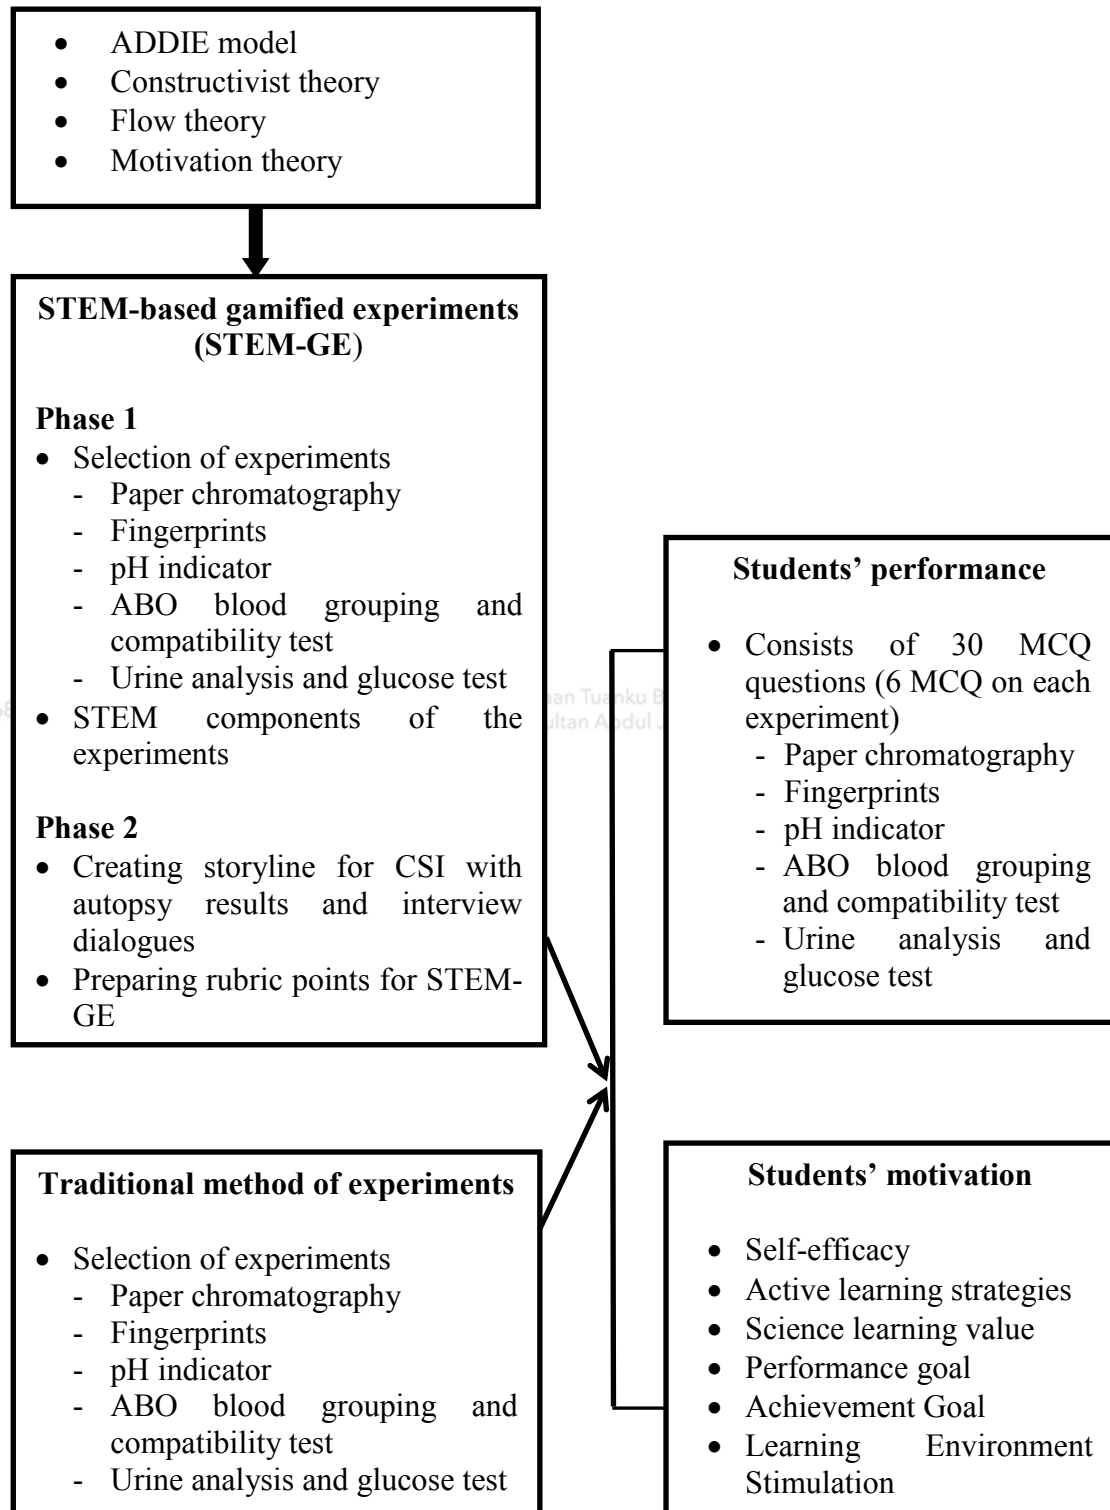 • ADDIE model
• Constructivist theory
• Flow theory
• Motivation theory
STEM-based gamified experiments
(STEM-GE)
Phase 1
• Selection of experiments
- Paper chromatography
- Fingerprints
- pH indicator
- ABO blood grouping and
compatibility test
- Urine analysis and glucose test
• STEM components of the
experiments
Phase 2
• Creating storyline for CSI with
autopsy results and interview
dialogues
• Preparing rubric points for STEM-
GE
Traditional method of experiments
• Selection of experiments
- Paper chromatography
- Fingerprints
- pH indicator
- ABO blood grouping and
compatibility test
- Urine analysis and glucose test
Students’ performance
• Consists of 30 MCQ
questions (6 MCQ on each
experiment)
- Paper chromatography
- Fingerprints
- pH indicator
- ABO blood grouping
and compatibility test
- Urine analysis and
glucose test
Students’ motivation
• Self-efficacy
• Active learning strategies
• Science learning value
• Performance goal
• Achievement Goal
• Learning Environment
Stimulation